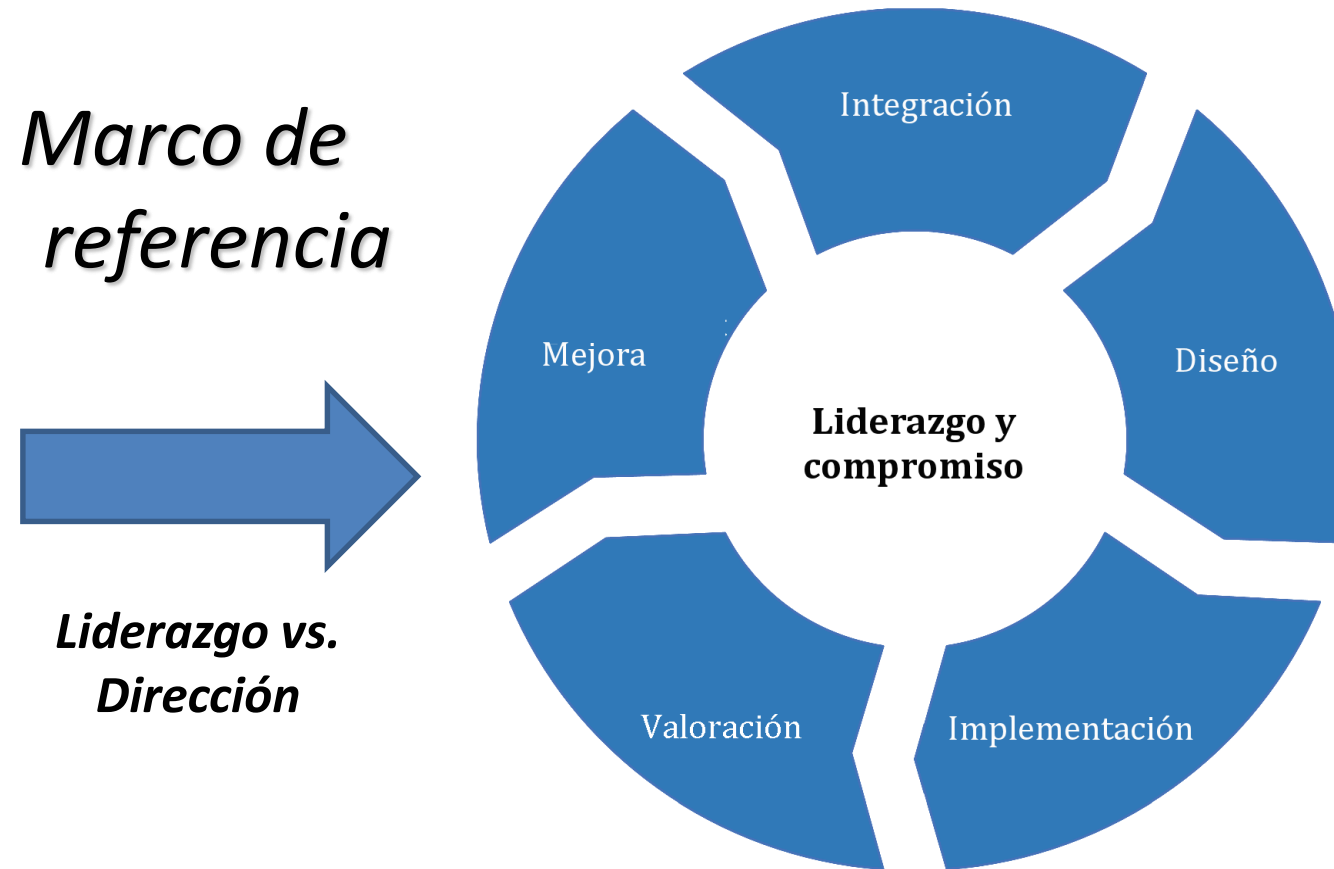 Marco de
referencia
Liderazgo vs.
Dirección
Integración
Diseño
Implementación
Valoración
Mejora
Liderazgo y
compromiso